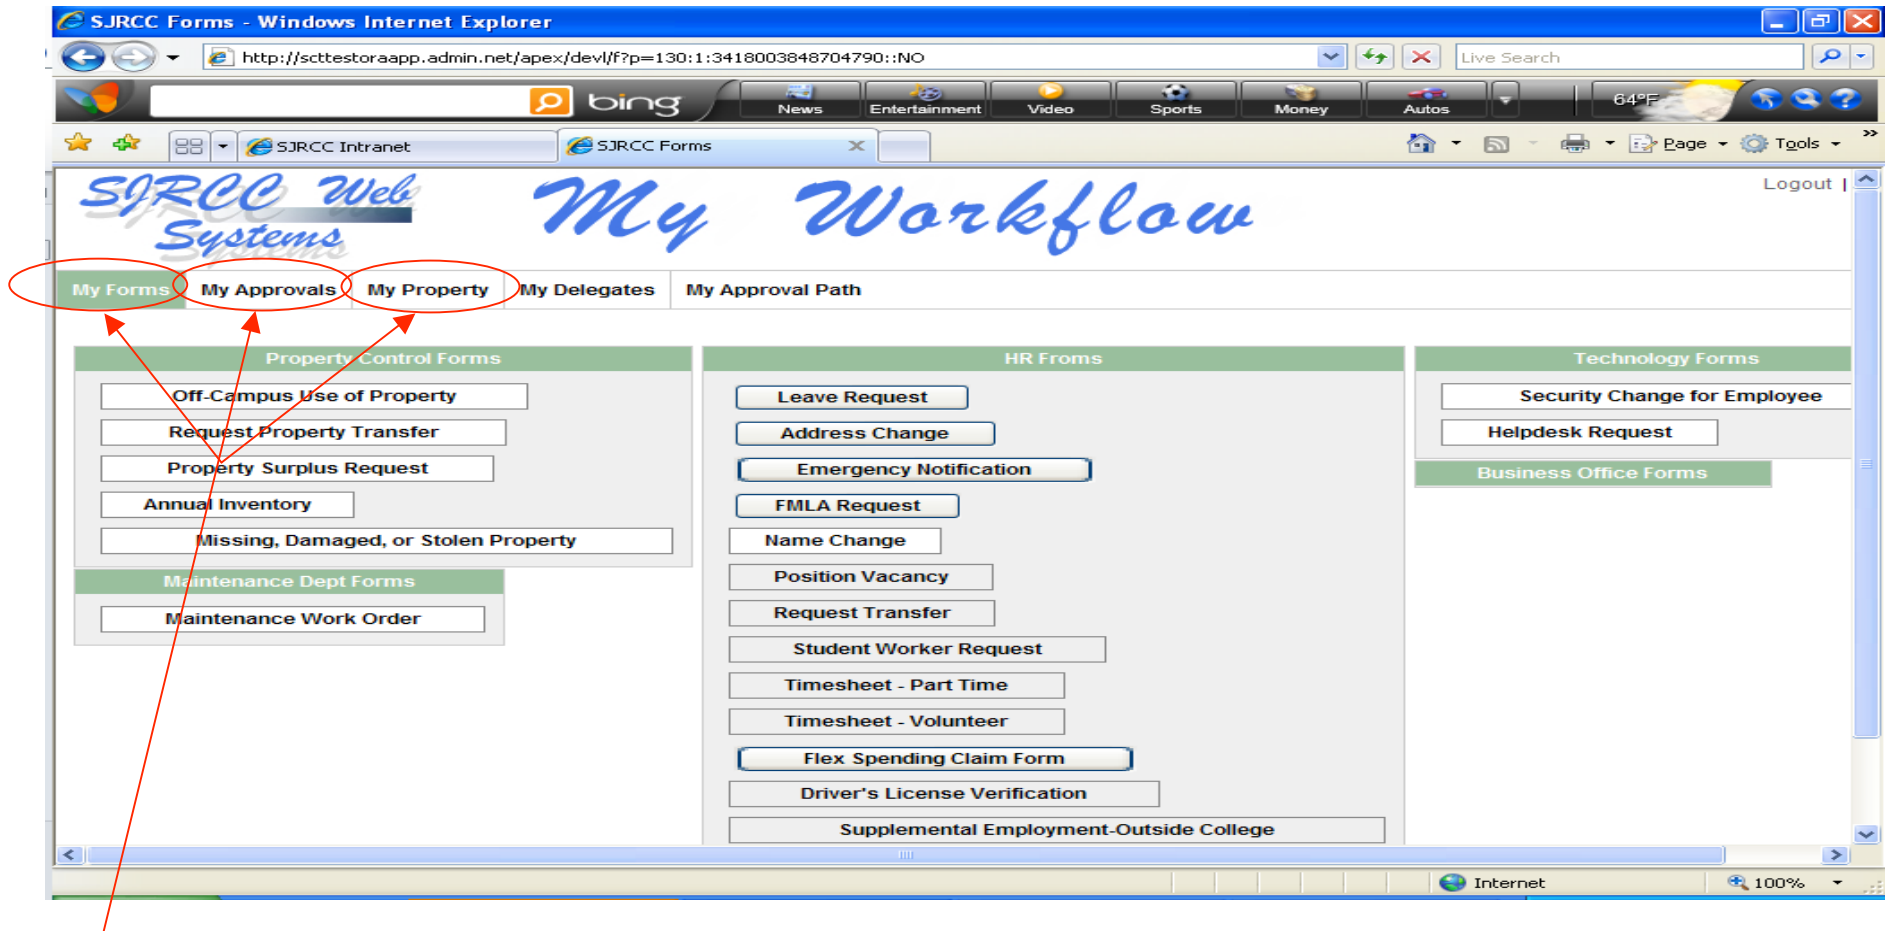 SJRCC Forms - Windows Internet Explorer
http://scttestoraapp.admin.net/apex/devl/f?p=130:1:3418003848704790::NO
Live Search
bing
News
Entertainment
Video
Sports
Money
Autos
64°F
SJRCC Intranet
SJRCC Forms
Page
Tools
SJRCC Web
Systems
My Workflow
Logout |
My Forms
My Approvals
My Property
My Delegates
My Approval Path
Property Control Forms
Off-Campus Use of Property
Request Property Transfer
Property Surplus Request
Annual Inventory
Missing, Damaged, or Stolen Property
Maintenance Dept Forms
Maintenance Work Order
HR Froms
Leave Request
Address Change
Emergency Notification
FMLA Request
Name Change
Position Vacancy
Request Transfer
Student Worker Request
Timesheet - Part Time
Timesheet - Volunteer
Flex Spending Claim Form
Driver's License Verification
Supplemental Employment-Outside College
Technology Forms
Security Change for Employee
Helpdesk Request
Business Office Forms
Internet
100%